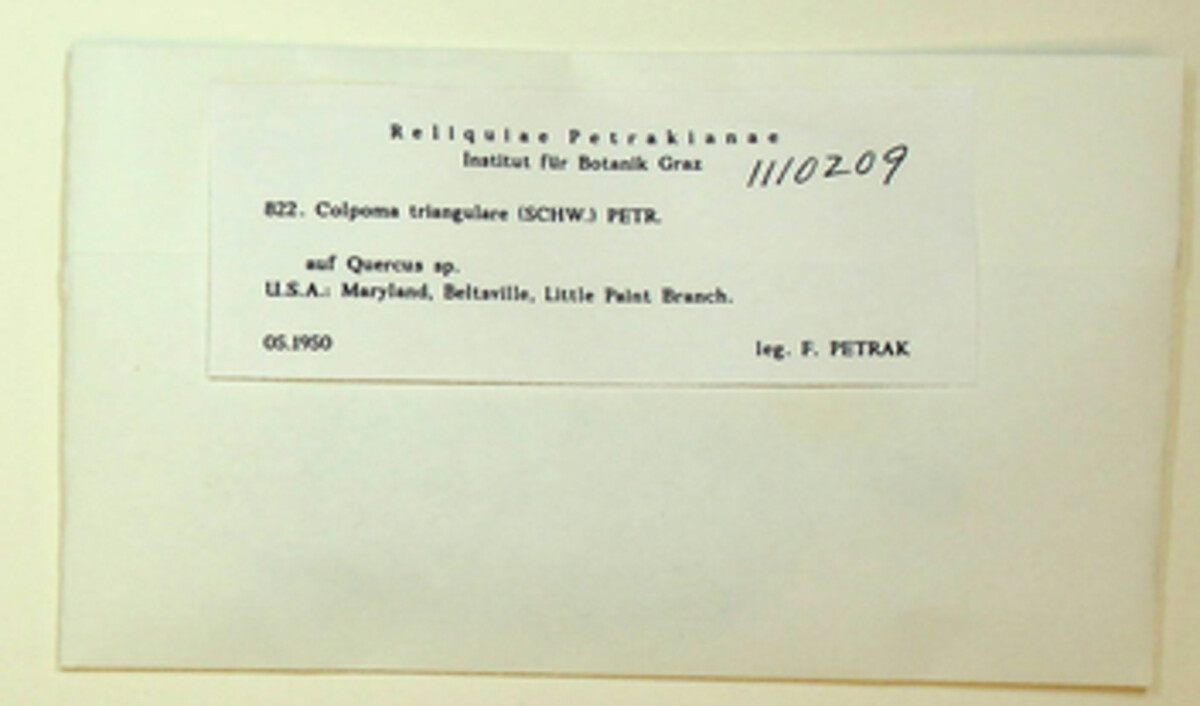 Reliquiae Petrakianae
Institut für Botanik Graz
1110209
822. Colpoma triangulare (SCHW.) PETR.
auf Quercus sp.
U.S.A.: Maryland, Beltsville, Little Paint Branch.
05.1950
leg. F. PETRAK